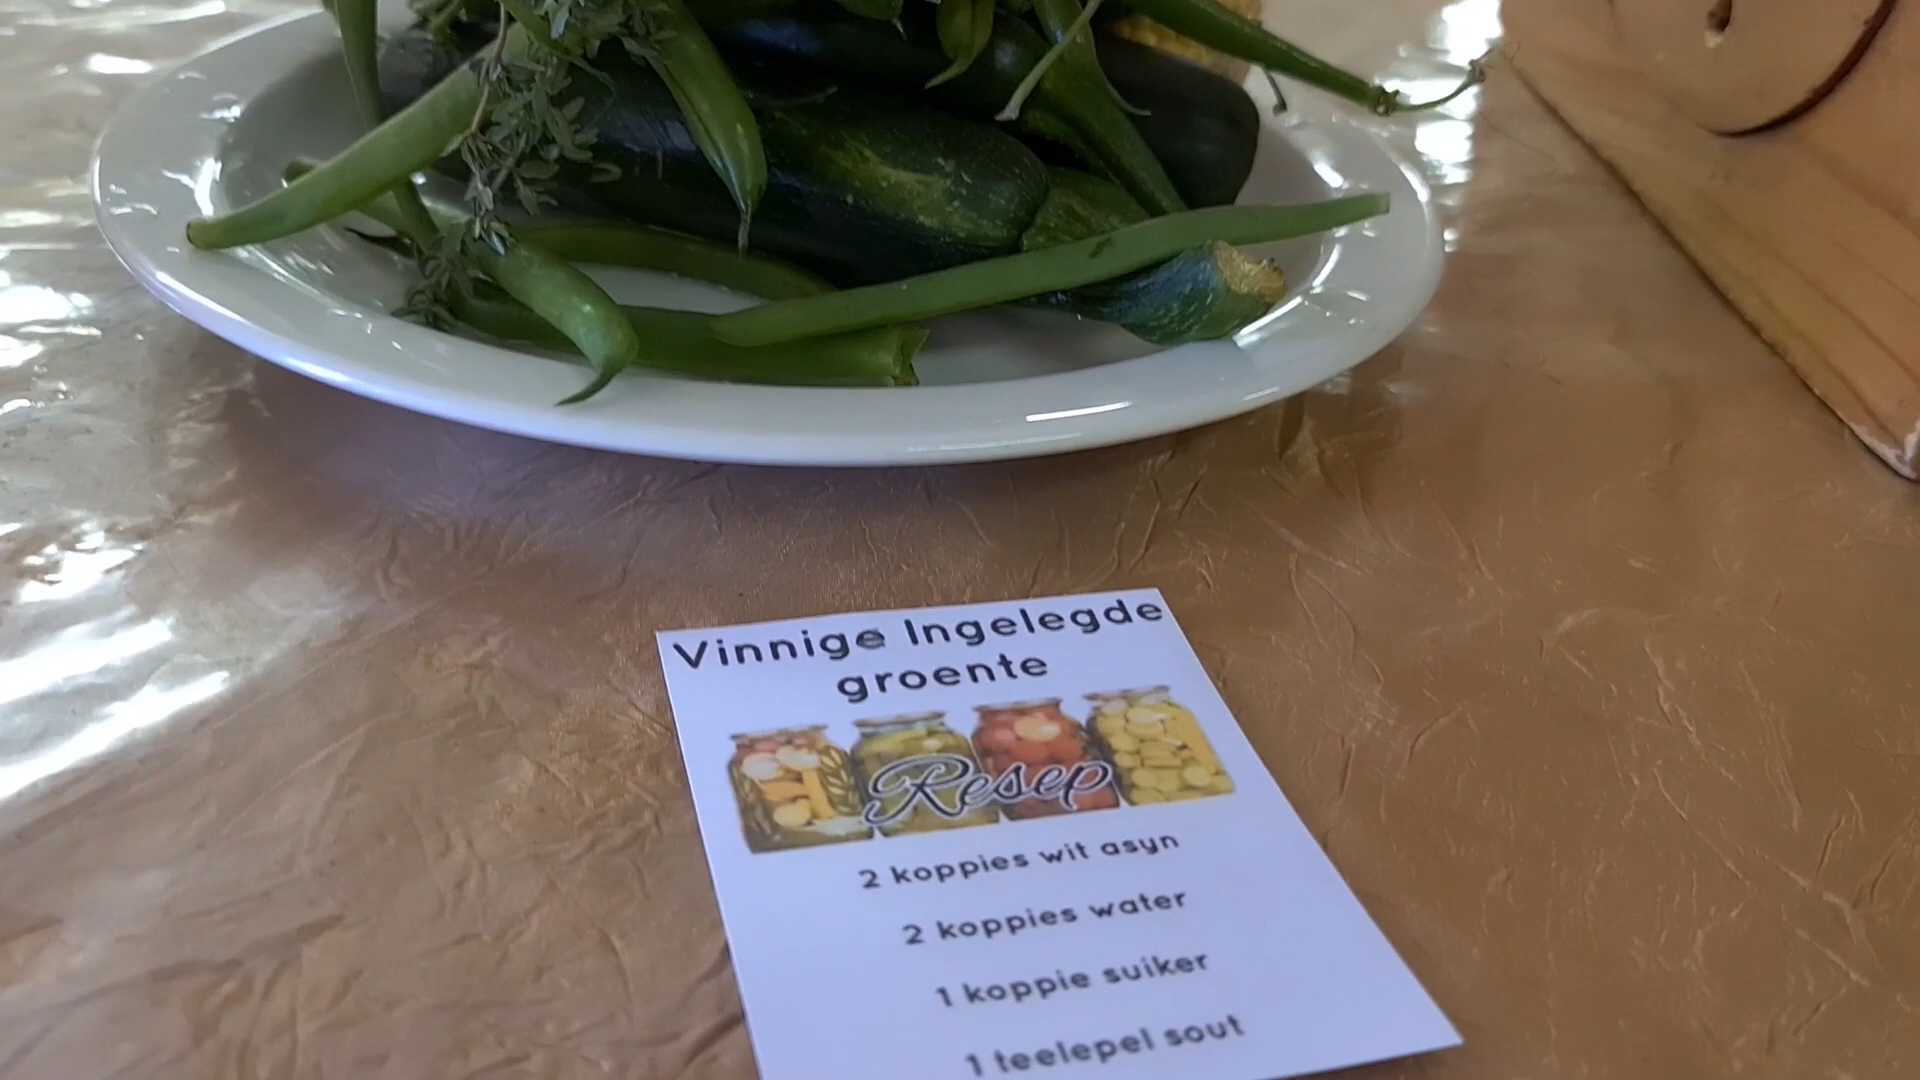 Vinnige Ingelegde
groente
Resep
2 koppies wit asyn
2 koppies water
1 koppie suiker
1 teelepel sout